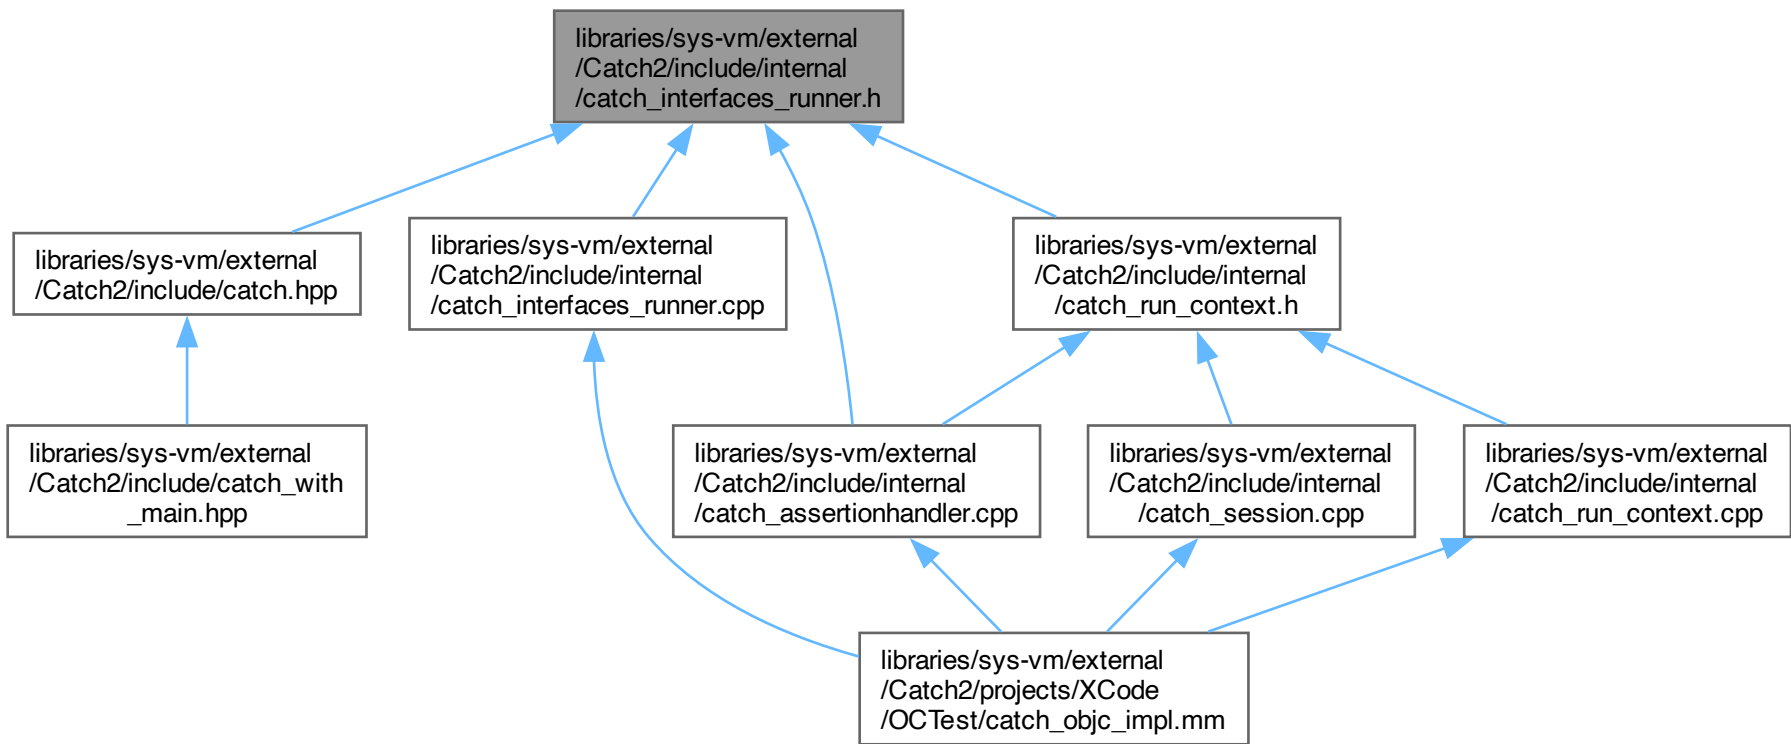 libraries/sys-vm/external
/Catch2/include/internal
/catch_interfaces_runner.h
libraries/sys-vm/external
/Catch2/include/catch.hpp
libraries/sys-vm/external
/Catch2/include/internal
/catch_interfaces_runner.cpp
libraries/sys-vm/external
/Catch2/include/internal
/catch_run_context.h
libraries/sys-vm/external
/Catch2/include/catch_with
_main.hpp
libraries/sys-vm/external
/Catch2/include/internal
/catch_assertionhandler.cpp
libraries/sys-vm/external
/Catch2/include/internal
/catch_session.cpp
libraries/sys-vm/external
/Catch2/include/internal
/catch_run_context.cpp
libraries/sys-vm/external
/Catch2/projects/XCode
/OCTest/catch_objc_impl.mm